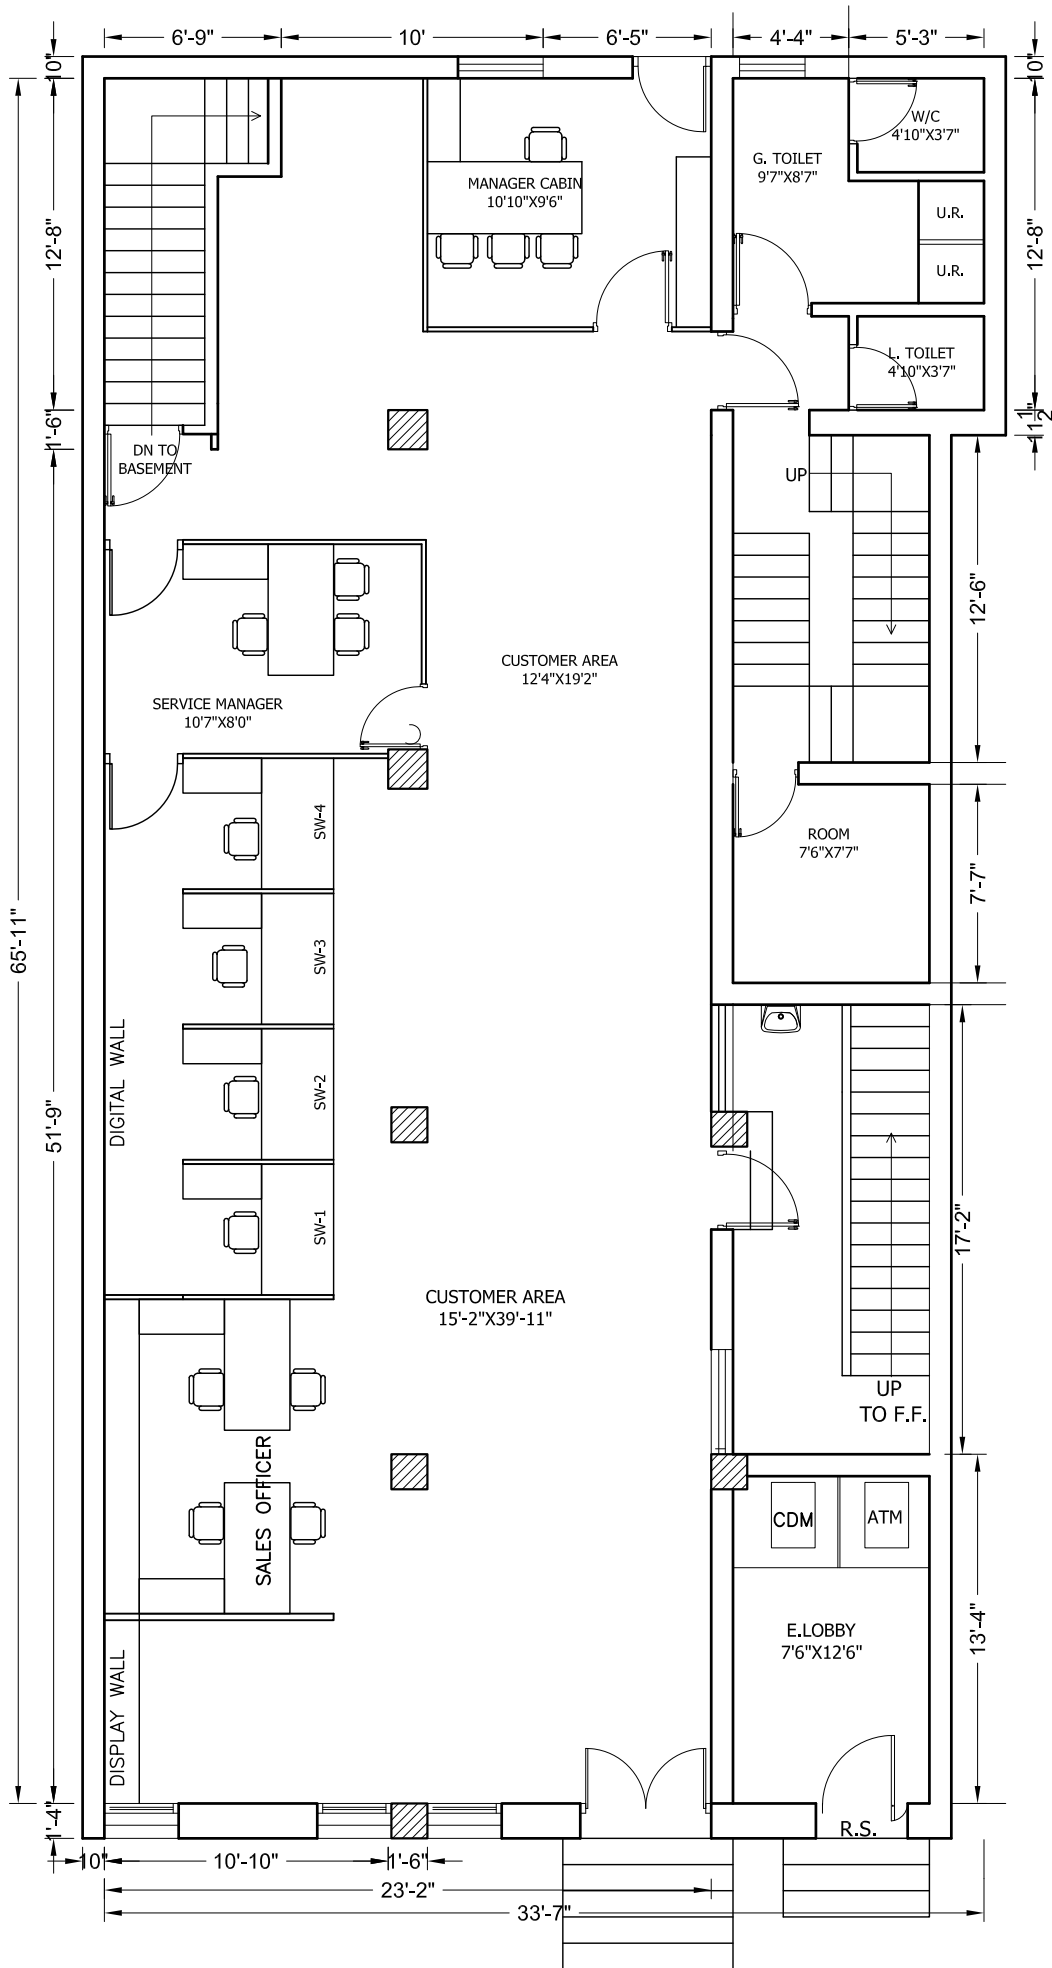 6'-9"
10'
6'-5"
4'-4"
5'-3"
10"
10"
W/C
4'10"X3'7"
G. TOILET
9'7"X8'7"
MANAGER CABIN
10'10"X9'6"
U.R.
12'-8"
12'-8"
U.R.
L. TOILET
4'10"X3'7"
1'-6"
11 1/2"
DN TO
BASEMENT
UP
12'-6"
CUSTOMER AREA
12'4"X19'2"
SERVICE MANAGER
10'7"X8'0"
SW-4
ROOM
7'6"X7'7"
7'-7"
65'-11"
SW-3
DIGITAL WALL
SW-2
51'-9"
SW-1
17'-2"
CUSTOMER AREA
15'-2"X39'-11"
UP
TO F.F.
SALES OFFICER
CDM
ATM
E.LOBBY
7'6"X12'6"
13'-4"
DISPLAY WALL
1'-4"
R.S.
10"
10'-10"
1'-6"
23'-2"
33'-7"